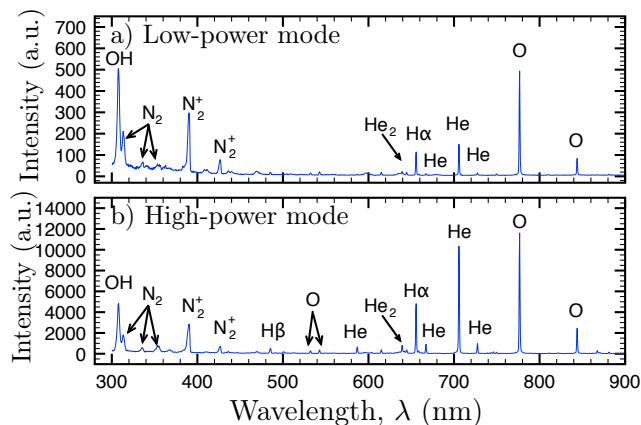 a) Low-power mode
Intensity (a.u.)
700
600
500
400
300
200
100
0
OH
N₂
N₂⁺
N₂⁺
He₂
Hα
He
He
He
O
O
b) High-power mode
Intensity (a.u.)
14000
12000
10000
8000
6000
4000
2000
0
OH
N₂
N₂⁺
N₂⁺
Hβ
O
He
He₂
Hα
He
He
He
O
O
300 400 500 600 700 800 900
Wavelength, λ (nm)